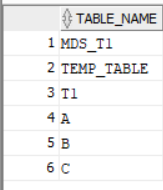 TABLE_NAME
1 MDS_T1
2 TEMP_TABLE
3 T1
4 A
5 B
6 C